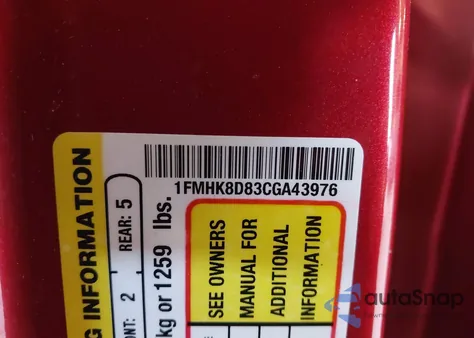 1FMHK8D83CGA43976
G INFORMATION
ONT: 2 REAR: 5
kg or 1259 lbs.
SEE OWNERS
MANUAL FOR
ADDITIONAL
INFORMATION
autoSnap